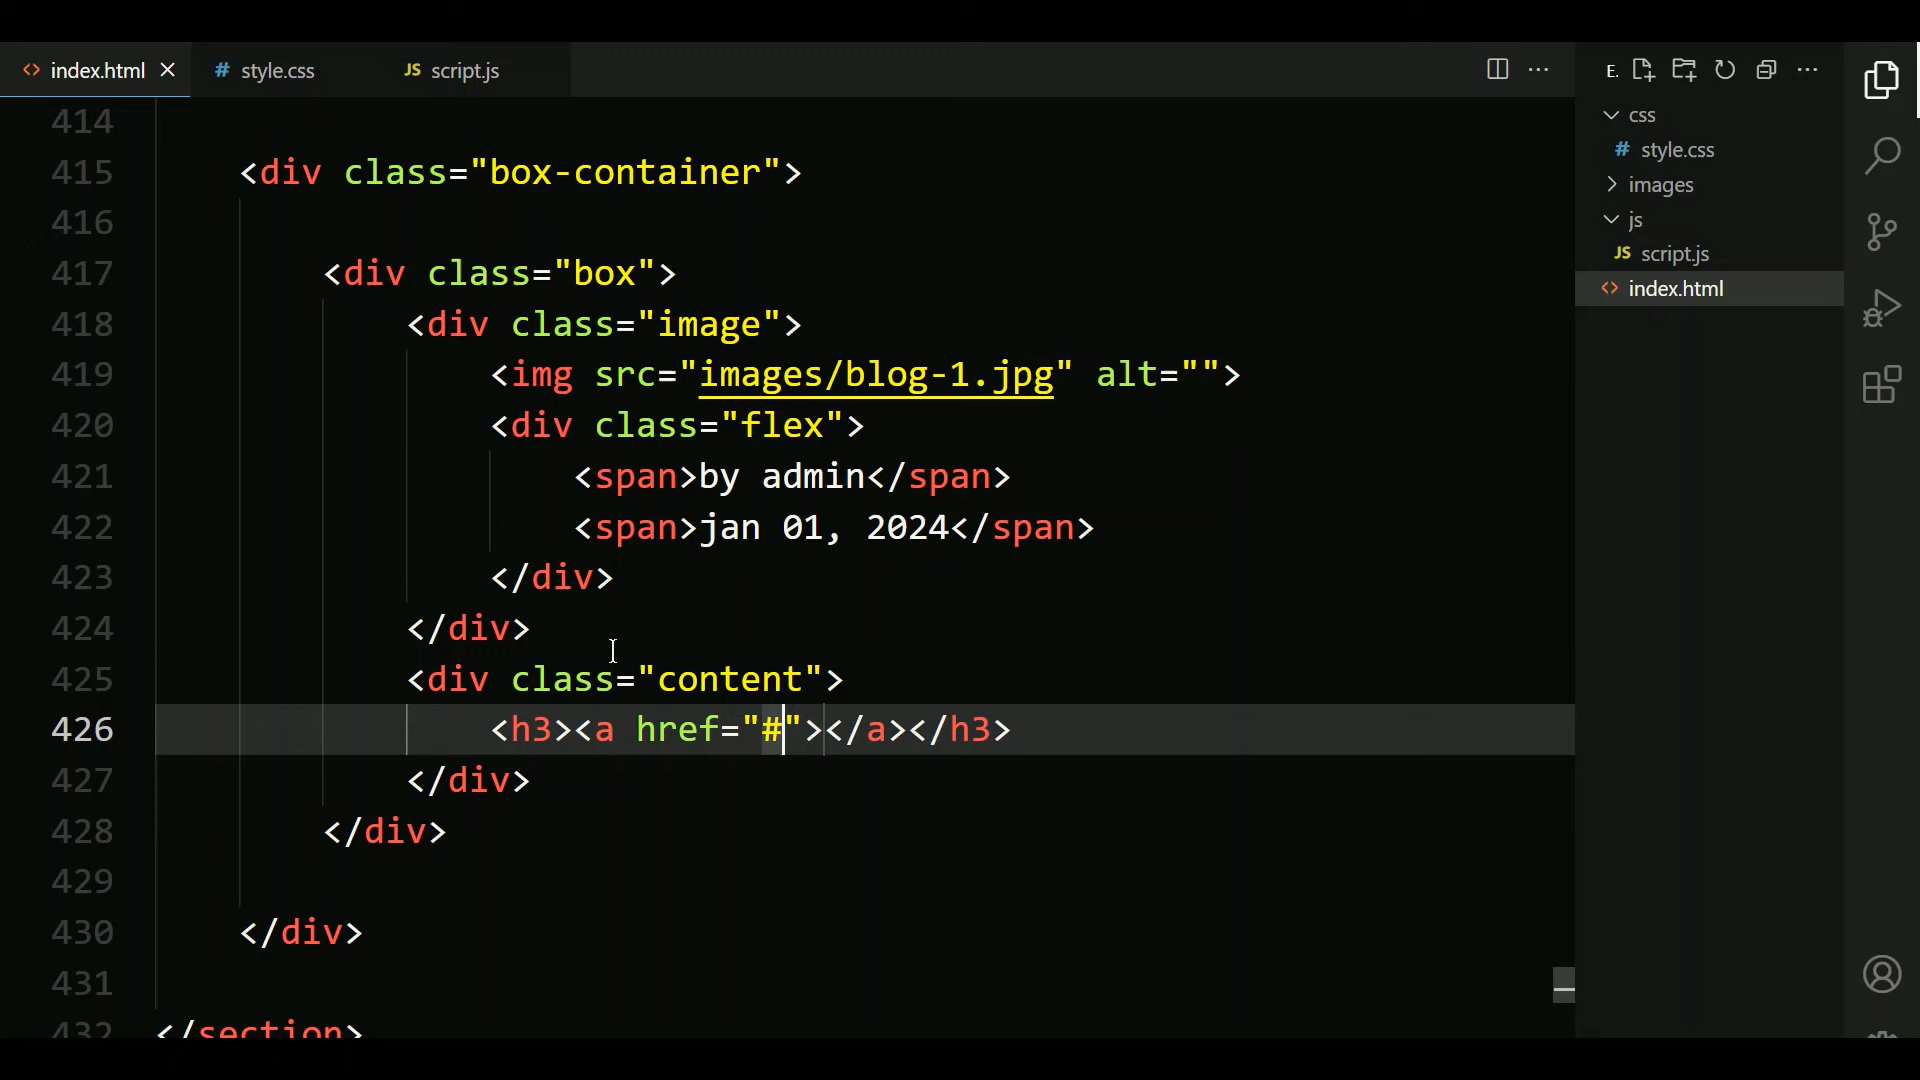 index.html
style.css
JS script.js
E.
414
415 <div class="box-container">
416
417 <div class="box">
418 <div class="image">
419 <img src="images/blog-1.jpg" alt="">
420 <div class="flex">
421 <span>by admin</span>
422 <span>jan 01, 2024</span>
423 </div>
424 </div>
425 <div class="content">
426 <h3><a href="#"></a></h3>
427 </div>
428 </div>
429
430 </div>
431
432 </section>
css
# style.css
images
js
JS script.js
<> index.html